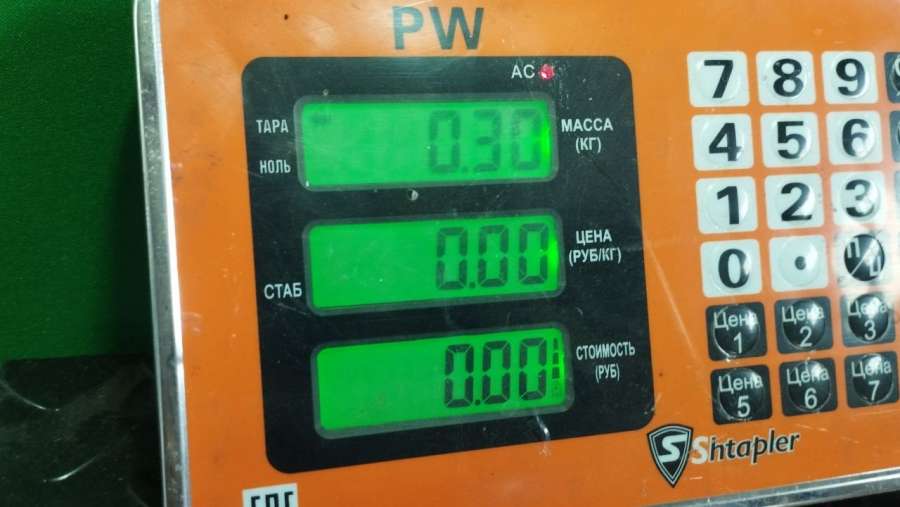 PW
AC
ТАРА
НОЛЬ
0.30
МАССА
(КГ)
СТАБ
0.00
ЦЕНА
(РУБ/КГ)
0.00
СТОИМОСТЬ
(РУБ)
7 8 9
4 5 6
1 2 3
0 .
Цена 1
Цена 2
Цена 3
Цена 5
Цена 6
Цена 7
S Shtapler